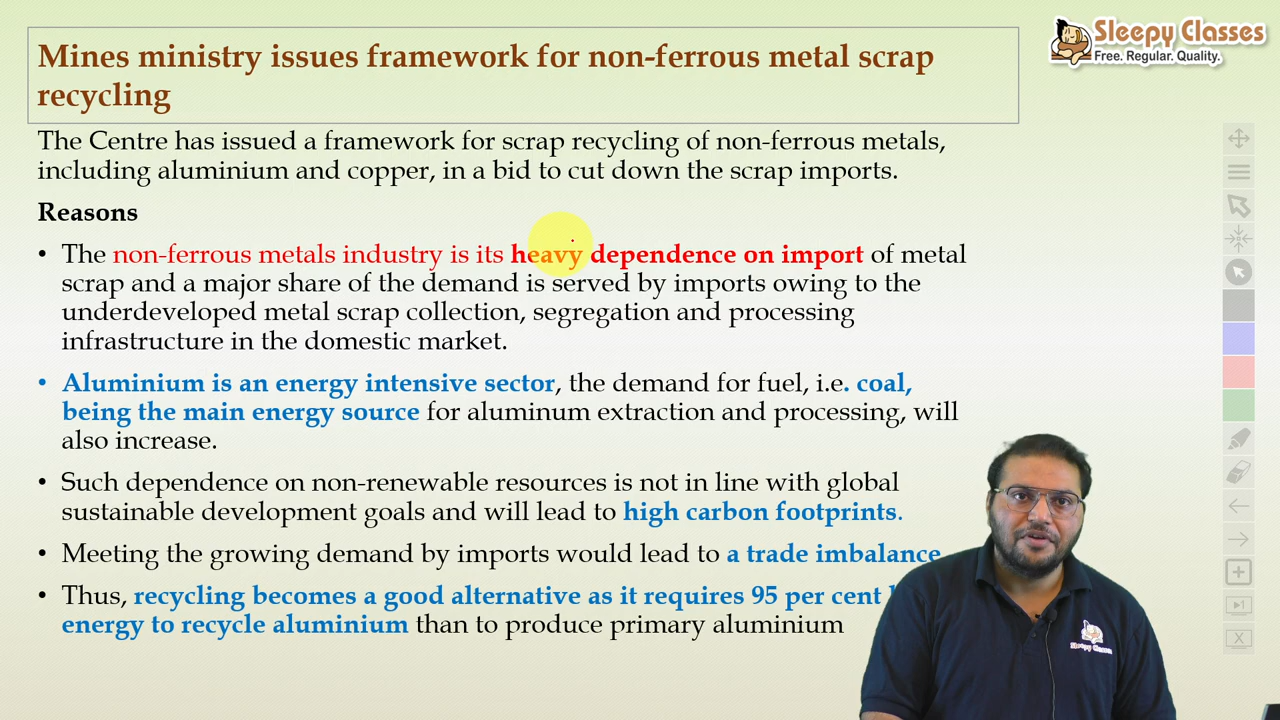 Mines ministry issues framework for non-ferrous metal scrap
recycling
Sleepy Classes
Free. Regular. Quality.
The Centre has issued a framework for scrap recycling of non-ferrous metals,
including aluminium and copper, in a bid to cut down the scrap imports.
Reasons
• The non-ferrous metals industry is its heavy dependence on import of metal
scrap and a major share of the demand is served by imports owing to the
underdeveloped metal scrap collection, segregation and processing
infrastructure in the domestic market.
• Aluminium is an energy intensive sector, the demand for fuel, i.e. coal,
being the main energy source for aluminum extraction and processing, will
also increase.
• Such dependence on non-renewable resources is not in line with global
sustainable development goals and will lead to high carbon footprints.
• Meeting the growing demand by imports would lead to a trade imbalance
• Thus, recycling becomes a good alternative as it requires 95 per cent
energy to recycle aluminium than to produce primary aluminium
Sleepy Classes